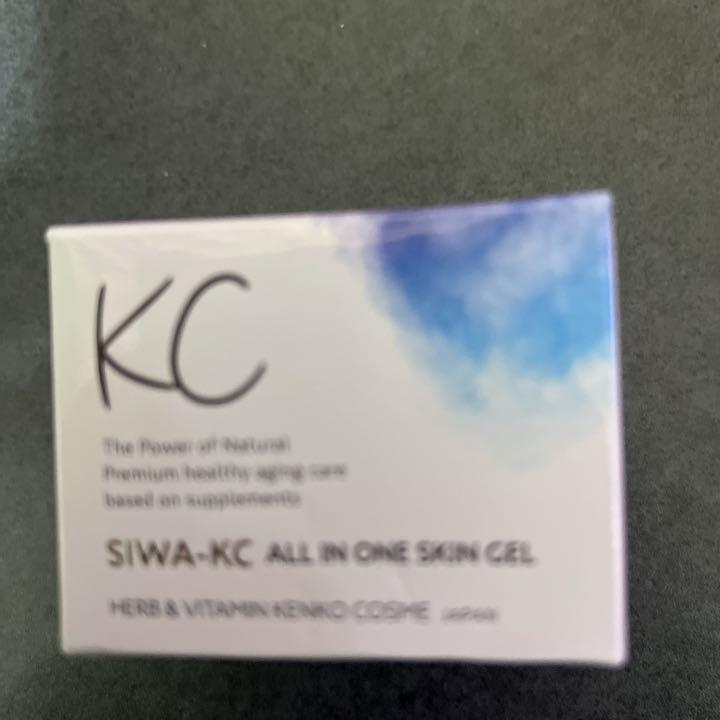 KC
The Power of Natural
Premium healthy aging care
based on supplements
SIWA-KC ALL IN ONE SKIN GEL
HERB & VITAMIN KENKO COSME JAPAN